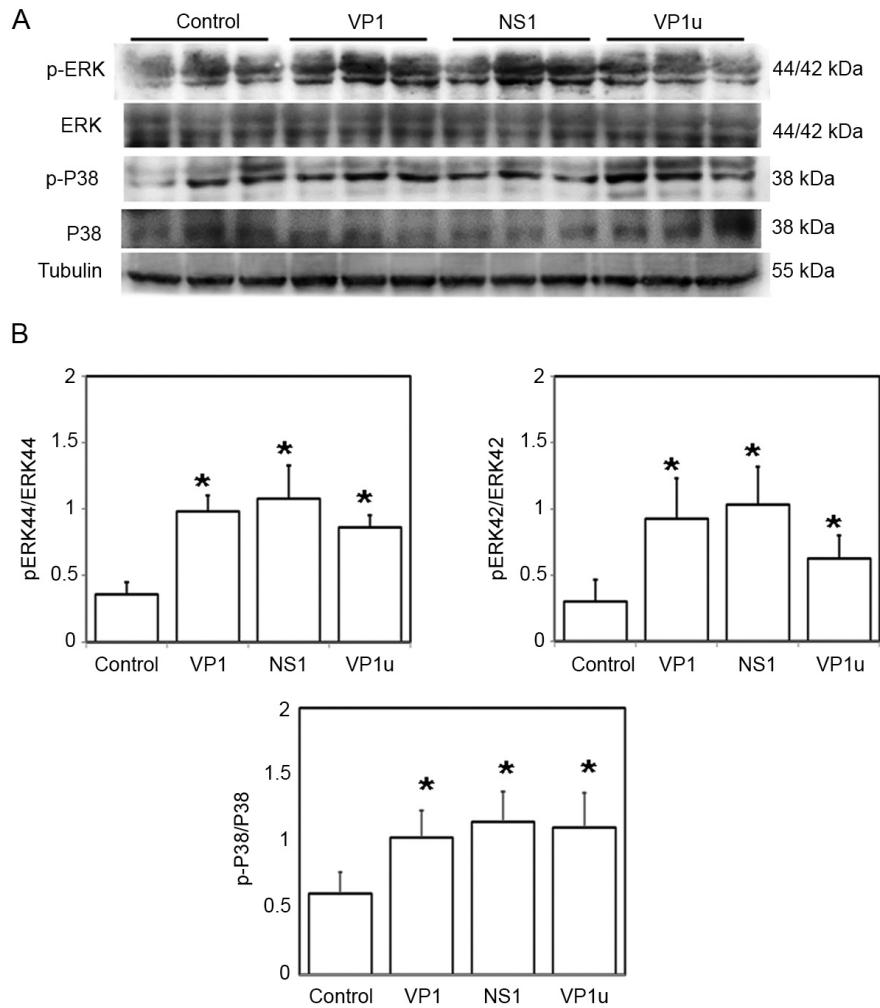 A
Control VP1 NS1 VP1u
p-ERK 44/42 kDa
ERK 44/42 kDa
p-P38 38 kDa
P38 38 kDa
Tubulin 55 kDa
B
pERK44/ERK44
2
1.5
*
*
*
1
0.5
0
Control VP1 NS1 VP1u
pERK42/ERK42
2
1.5
*
*
*
1
0.5
0
Control VP1 NS1 VP1u
p-P38/P38
2
1.5
* * *
1
0.5
0
Control VP1 NS1 VP1u